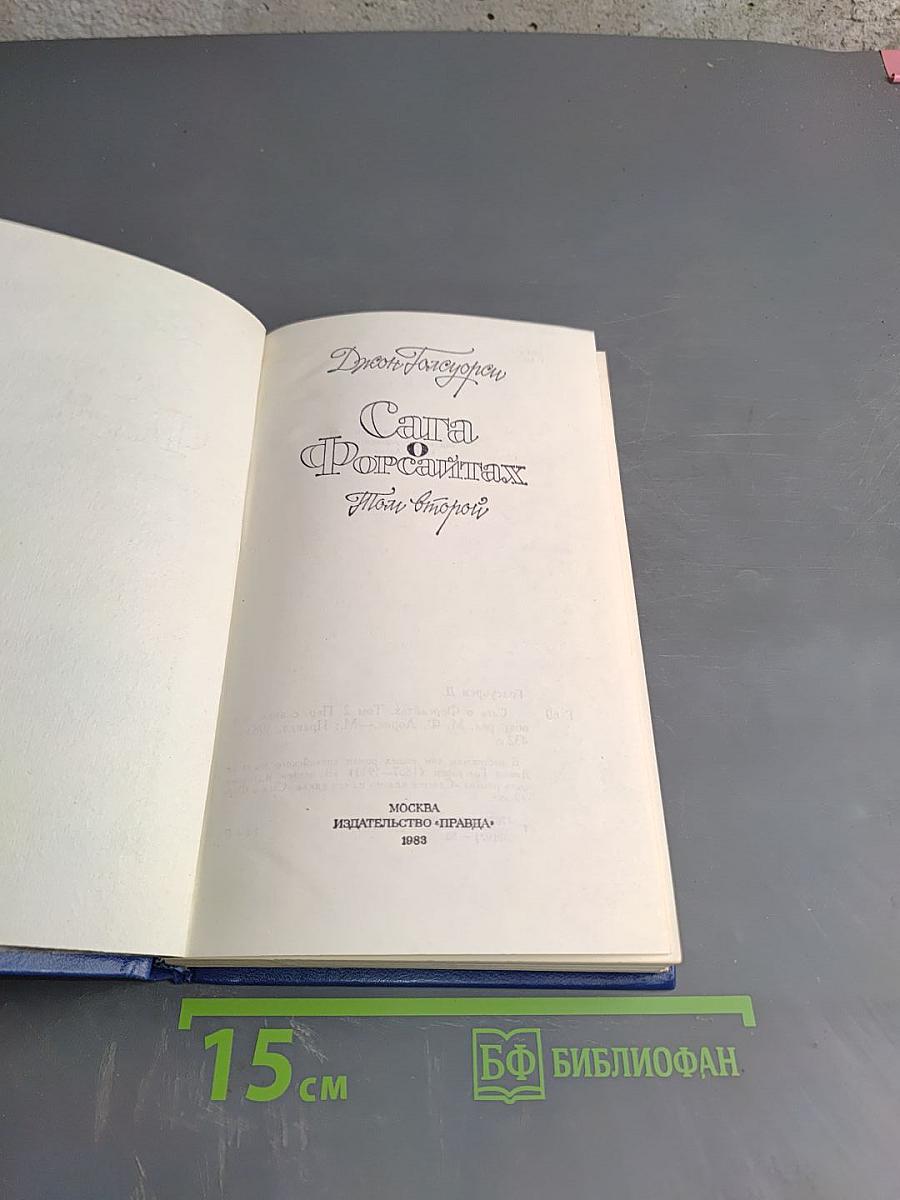 Джон Голсуорси
Сага
о
Форсайтах
Том второй
МОСКВА
ИЗДАТЕЛЬСТВО «ПРАВДА»
1983
15 см
БФ БИБЛИОФАН